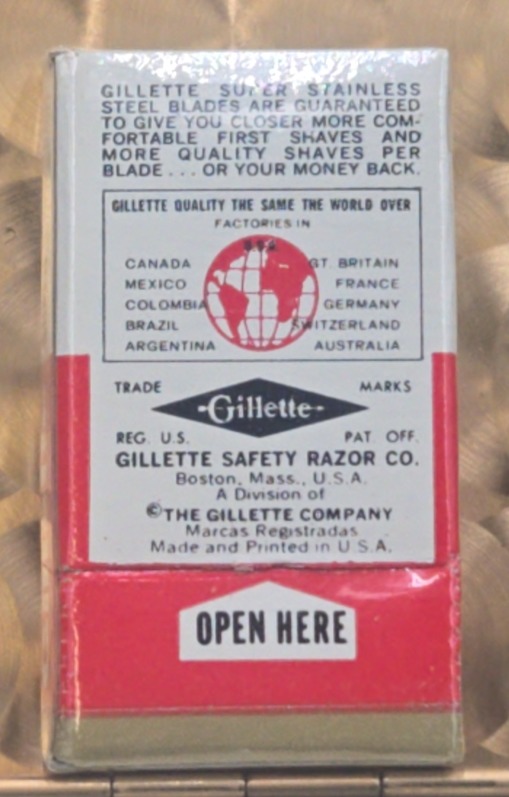 GILLETTE SUPER STAINLESS
STEEL BLADES ARE GUARANTEED
TO GIVE YOU CLOSER MORE COM-
FORTABLE FIRST SHAVES AND
MORE QUALITY SHAVES PER
BLADE... OR YOUR MONEY BACK.
GILLETTE QUALITY THE SAME THE WORLD OVER
FACTORIES IN
USA
CANADA GT. BRITAIN
MEXICO FRANCE
COLOMBIA GERMANY
BRAZIL SWITZERLAND
ARGENTINA AUSTRALIA
TRADE MARKS
Gillette
REG. U.S. PAT. OFF.
GILLETTE SAFETY RAZOR CO.
Boston, Mass., U.S.A.
A Division of
©THE GILLETTE COMPANY
Marcas Registradas
Made and Printed in U.S.A.
OPEN HERE